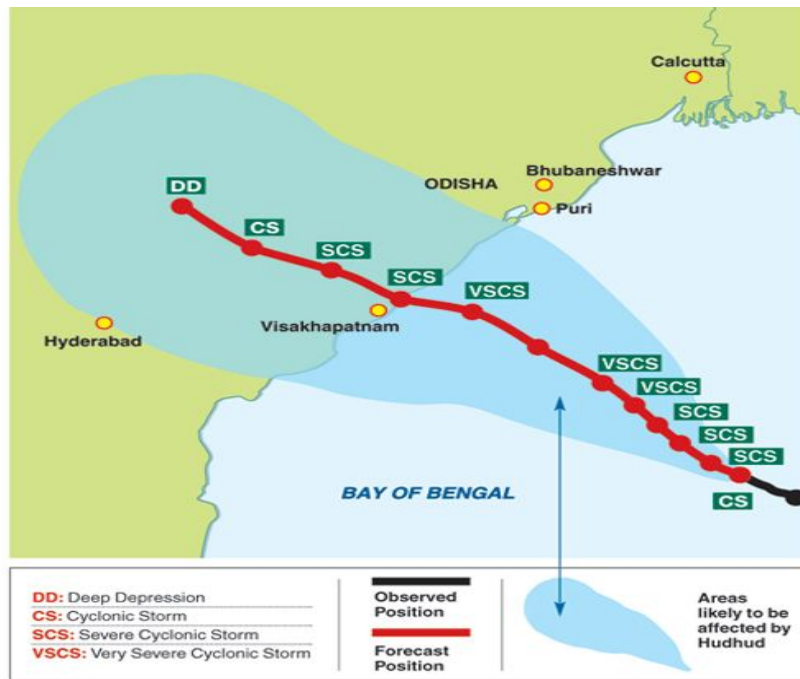 Calcutta
Bhubaneshwar
ODISHA
Puri
DD
CS
SCS
SCS
VSCS
Visakhapatnam
Hyderabad
VSCS
VSCS
SCS
SCS
SCS
CS
BAY OF BENGAL
DD: Deep Depression
CS: Cyclonic Storm
SCS: Severe Cyclonic Storm
VSCS: Very Severe Cyclonic Storm
Observed
Position
Forecast
Position
Areas
likely to be
affected by
Hudhud